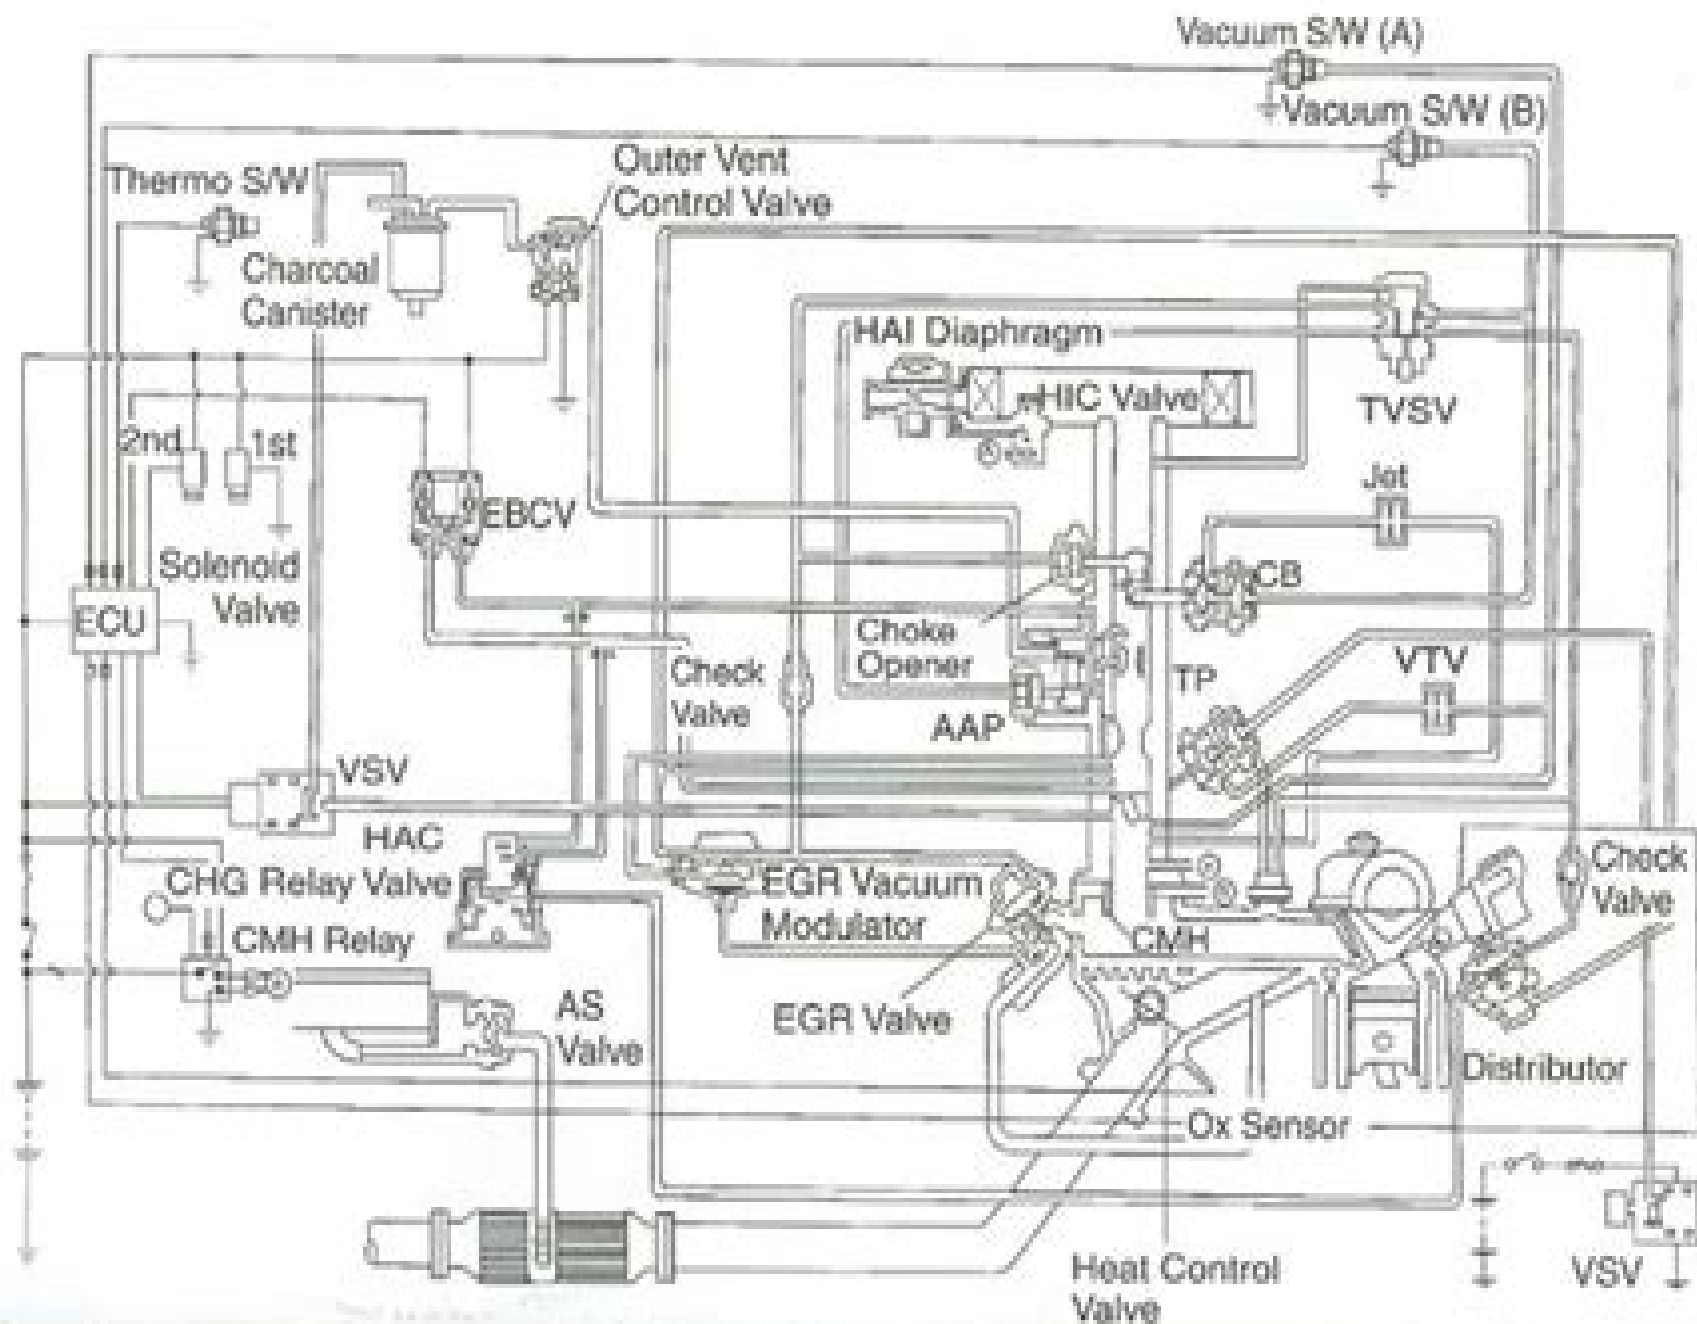 Vacuum S/W (A)
Vacuum S/W (B)
Outer Vent
Control Valve
Thermo S/W
Charcoal
Canister
HAI Diaphragm
HIC Valve
TVSV
2nd
1st
Jet
EBCV
Solenoid
Valve
CB
ECU
Choke
Opener
Check
Valve
TP
VTV
AAP
VSV
HAC
CHG Relay Valve
EGR Vacuum
Modulator
Check
Valve
CMH Relay
CMH
AS
Valve
EGR Valve
Distributor
Ox Sensor
Heat Control
Valve
VSV